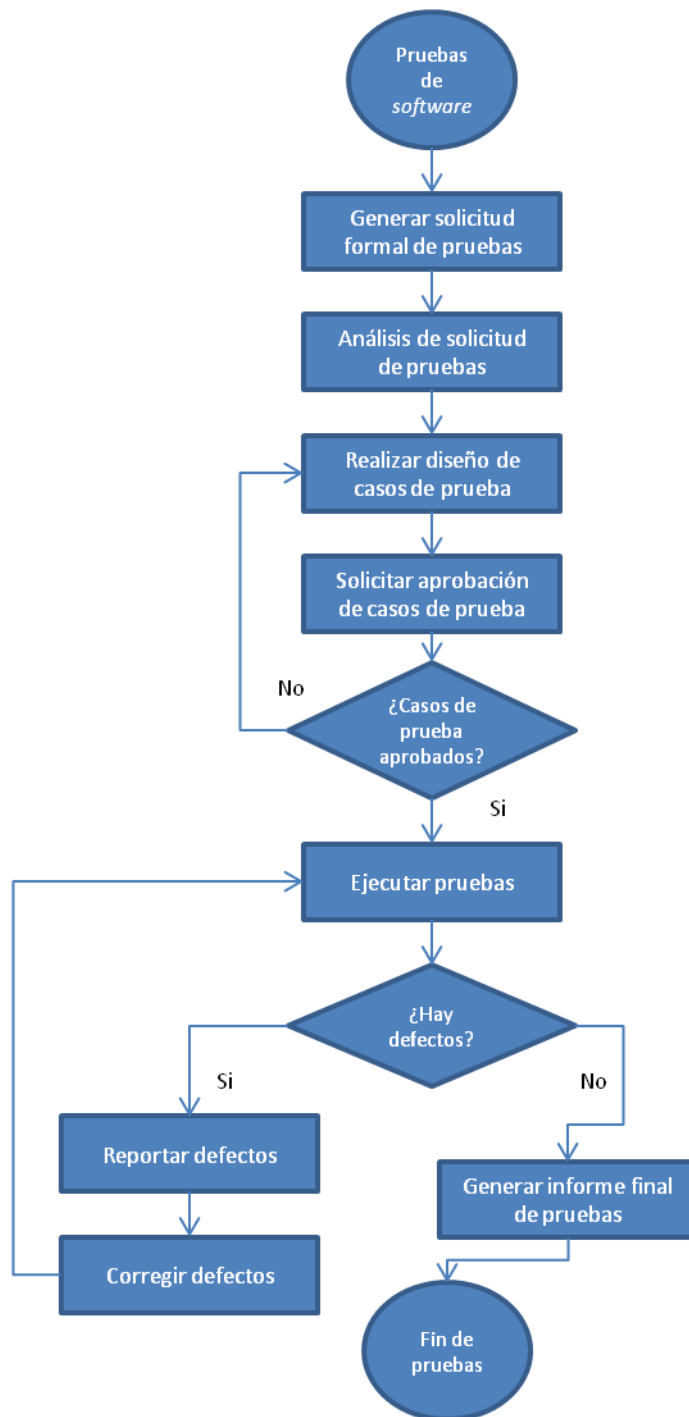 Pruebas
de
software
Generar solicitud
formal de pruebas
Análisis de solicitud
de pruebas
Realizar diseño de
casos de prueba
Solicitar aprobación
de casos de prueba
No
¿Casos de
prueba
aprobados?
Si
Ejecutar pruebas
¿Hay
defectos?
Si
No
Reportar defectos
Generar informe final
de pruebas
Corregir defectos
Fin de
pruebas